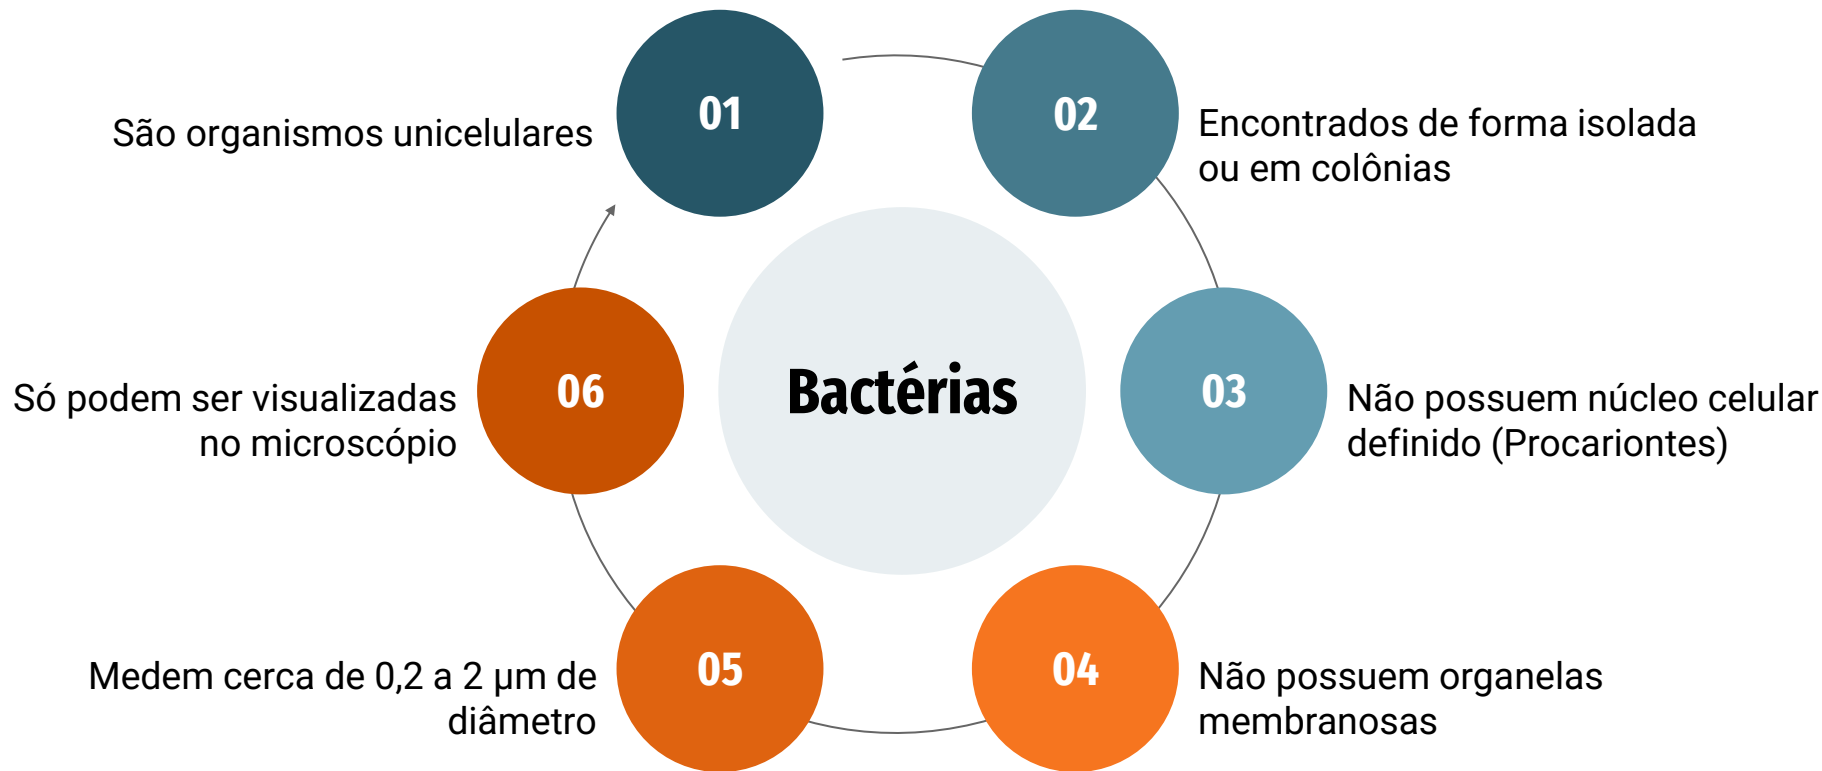 01
São organismos unicelulares
02
Encontrados de forma isolada
ou em colônias
03
Não possuem núcleo celular
definido (Procariontes)
04
Não possuem organelas
membranosas
05
Medem cerca de 0,2 a 2 µm de
diâmetro
06
Só podem ser visualizadas
no microscópio
Bactérias